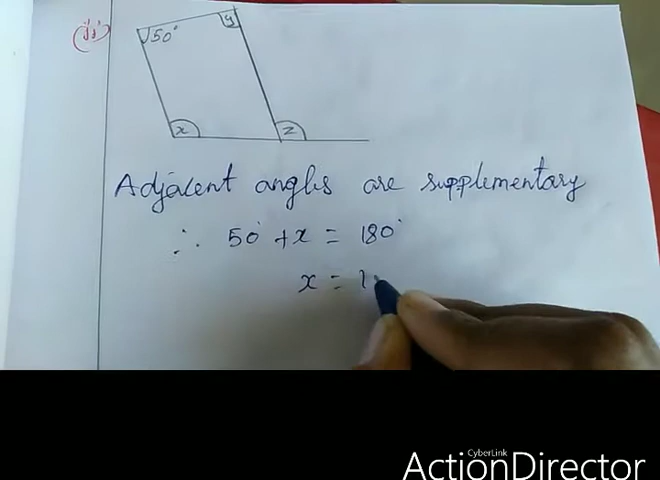 (ii)
50°
y
x
z
Adjacent angles are supplementary
∴ 50° + x = 180°
x = 1
CyberLink
ActionDirector